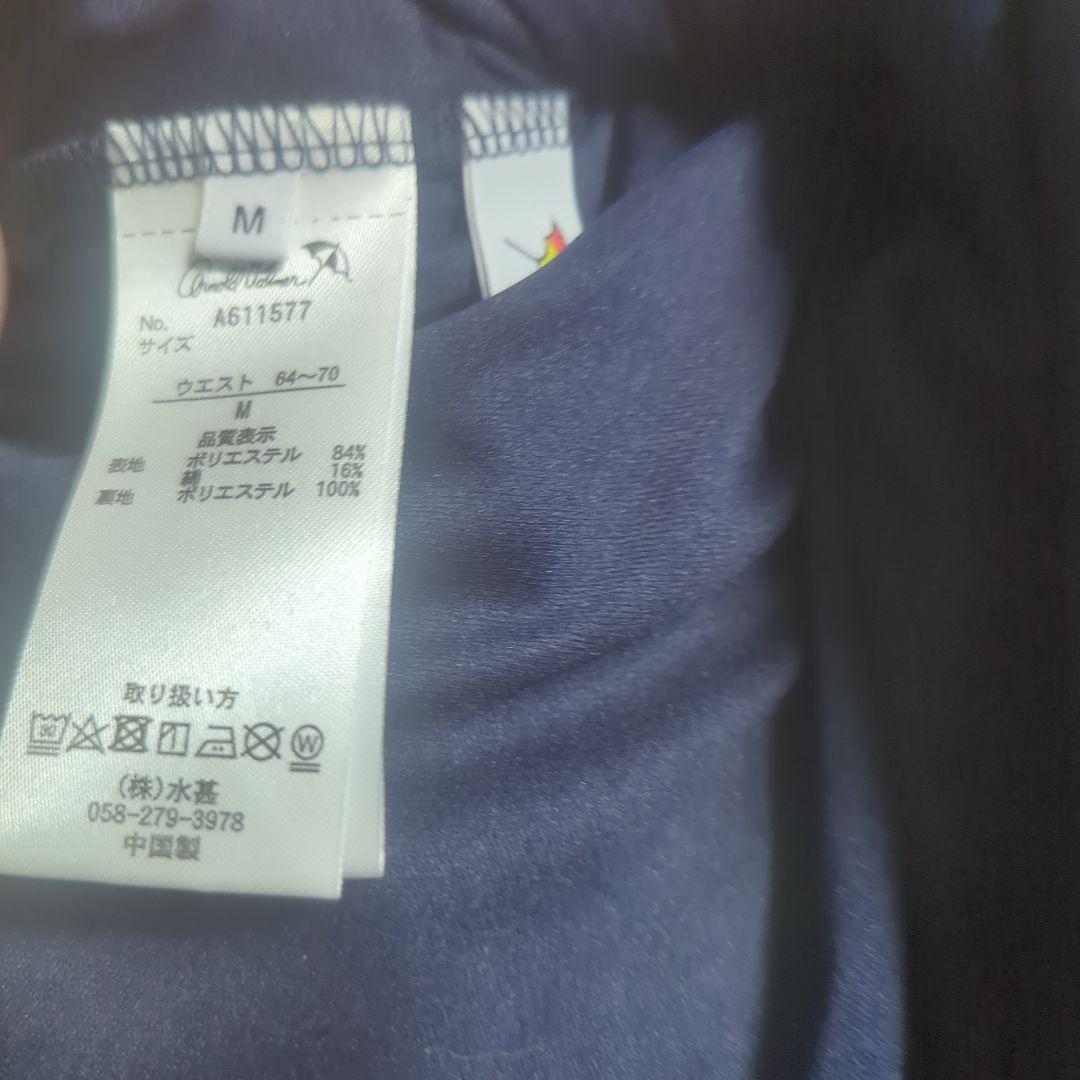 M
Arnold Palmer
No. A611577
サイズ
ウエスト 64～70
M
品質表示
表地 ポリエステル 84%
綿 16%
裏地 ポリエステル 100%
取り扱い方
W
(株)水甚
058-279-3978
中国製